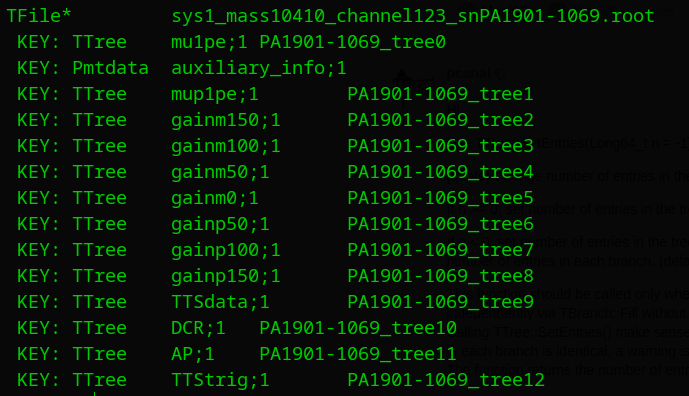 TFile* sys1_mass10410_channel123_snPA1901-1069.root
KEY: TTree mu1pe;1 PA1901-1069_tree0
KEY: Pmtdata auxiliary_info;1
KEY: TTree mup1pe;1 PA1901-1069_tree1
KEY: TTree gainm150;1 PA1901-1069_tree2
KEY: TTree gainm100;1 PA1901-1069_tree3
KEY: TTree gainm50;1 PA1901-1069_tree4
KEY: TTree gainm0;1 PA1901-1069_tree5
KEY: TTree gainp50;1 PA1901-1069_tree6
KEY: TTree gainp100;1 PA1901-1069_tree7
KEY: TTree gainp150;1 PA1901-1069_tree8
KEY: TTree TTSdata;1 PA1901-1069_tree9
KEY: TTree DCR;1 PA1901-1069_tree10
KEY: TTree AP;1 PA1901-1069_tree11
KEY: TTree TTStrig;1 PA1901-1069_tree12